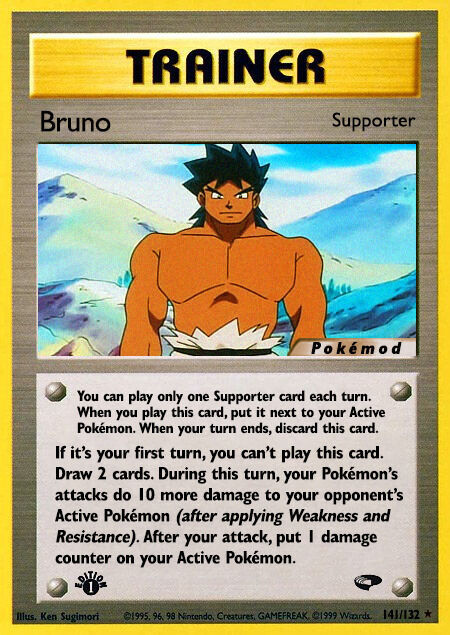 TRAINER
Bruno
Supporter
Pokémod
You can play only one Supporter card each turn.
When you play this card, put it next to your Active
Pokémon. When your turn ends, discard this card.
If it's your first turn, you can't play this card.
Draw 2 cards. During this turn, your Pokémon's
attacks do 10 more damage to your opponent's
Active Pokémon (after applying Weakness and
Resistance). After your attack, put 1 damage
counter on your Active Pokémon.
EDITION
1
Illus. Ken Sugimori ©1995, 96, 98 Nintendo, Creatures, GAMEFREAK. ©1999 Wizards. 141/132 ★